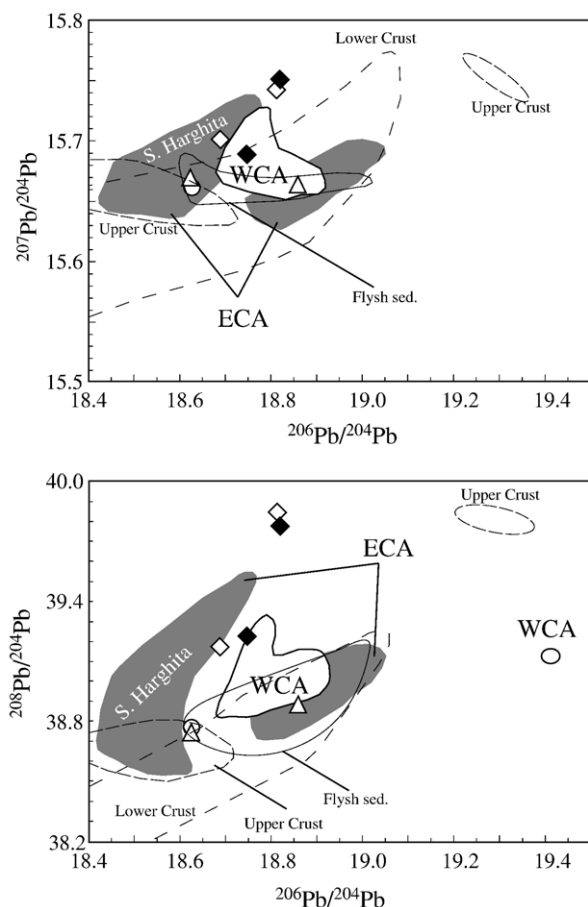 15.8
Lower Crust
Upper Crust
S. Harghita
15.7
WCA
²⁰⁷Pb/²⁰⁴Pb
Upper Crust
15.6
Flysh sed.
ECA
15.5
18.4 18.6 18.8 19.0 19.2 19.4
²⁰⁶Pb/²⁰⁴Pb
40.0
Upper Crust
ECA
39.4
WCA
²⁰⁸Pb/²⁰⁴Pb
S. Harghita
WCA
38.8
Flysh sed.
Lower Crust
Upper Crust
38.2
18.4 18.6 18.8 19.0 19.2 19.4
²⁰⁶Pb/²⁰⁴Pb